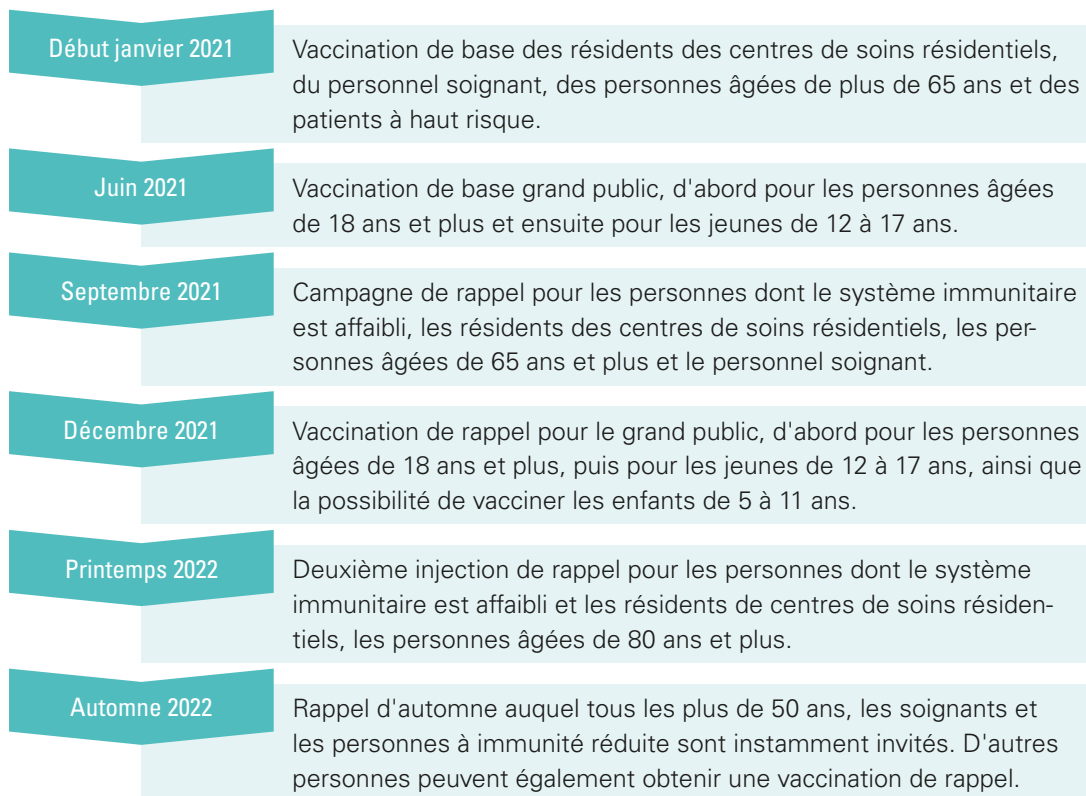 Début janvier 2021
Vaccination de base des résidents des centres de soins résidentiels,
du personnel soignant, des personnes âgées de plus de 65 ans et des
patients à haut risque.
Juin 2021
Vaccination de base grand public, d'abord pour les personnes âgées
de 18 ans et plus et ensuite pour les jeunes de 12 à 17 ans.
Septembre 2021
Campagne de rappel pour les personnes dont le système immunitaire
est affaibli, les résidents des centres de soins résidentiels, les per-
sonnes âgées de 65 ans et plus et le personnel soignant.
Décembre 2021
Vaccination de rappel pour le grand public, d'abord pour les personnes
âgées de 18 ans et plus, puis pour les jeunes de 12 à 17 ans, ainsi que
la possibilité de vacciner les enfants de 5 à 11 ans.
Printemps 2022
Deuxième injection de rappel pour les personnes dont le système
immunitaire est affaibli et les résidents de centres de soins résiden-
tiels, les personnes âgées de 80 ans et plus.
Automne 2022
Rappel d'automne auquel tous les plus de 50 ans, les soignants et
les personnes à immunité réduite sont instamment invités. D'autres
personnes peuvent également obtenir une vaccination de rappel.